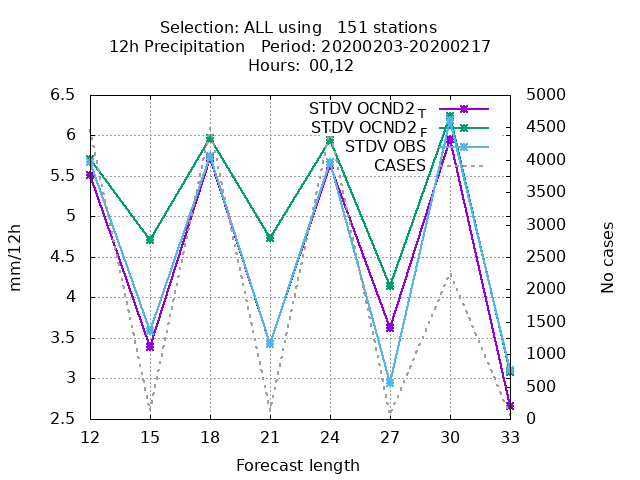 Selection: ALL using   151 stations
12h Precipitation   Period: 20200203-20200217
Hours:  00,12
STDV OCND2 T
STDV OCND2 F
STDV OBS
CASES
6.5
6
5.5
5
4.5
4
3.5
3
2.5
mm/12h
5000
4500
4000
3500
3000
2500
2000
1500
1000
500
0
No cases
12 15 18 21 24 27 30 33
Forecast length